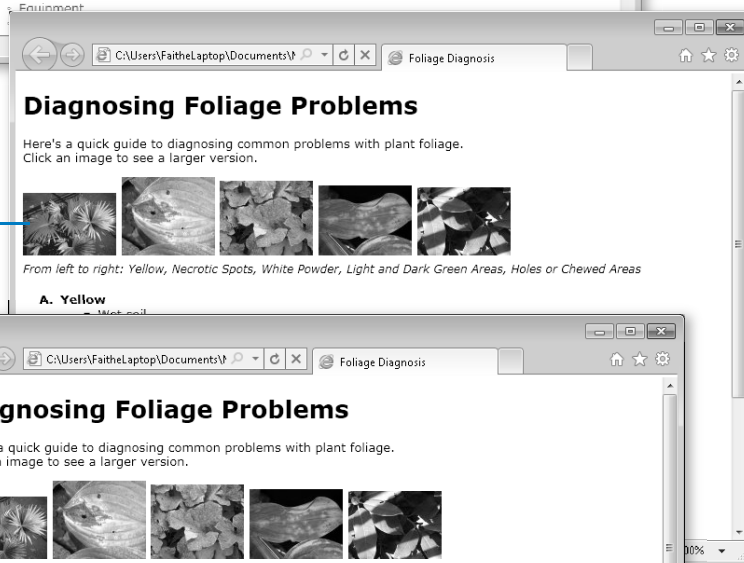 Equipment
C:\Users\FaitheLaptop\Documents\
Foliage Diagnosis
Diagnosing Foliage Problems
Here's a quick guide to diagnosing common problems with plant foliage.
Click an image to see a larger version.
From left to right: Yellow, Necrotic Spots, White Powder, Light and Dark Green Areas, Holes or Chewed Areas
A. Yellow
Wet soil
C:\Users\FaitheLaptop\Documents\
Foliage Diagnosis
gnosing Foliage Problems
a quick guide to diagnosing common problems with plant foliage.
image to see a larger version.
00%